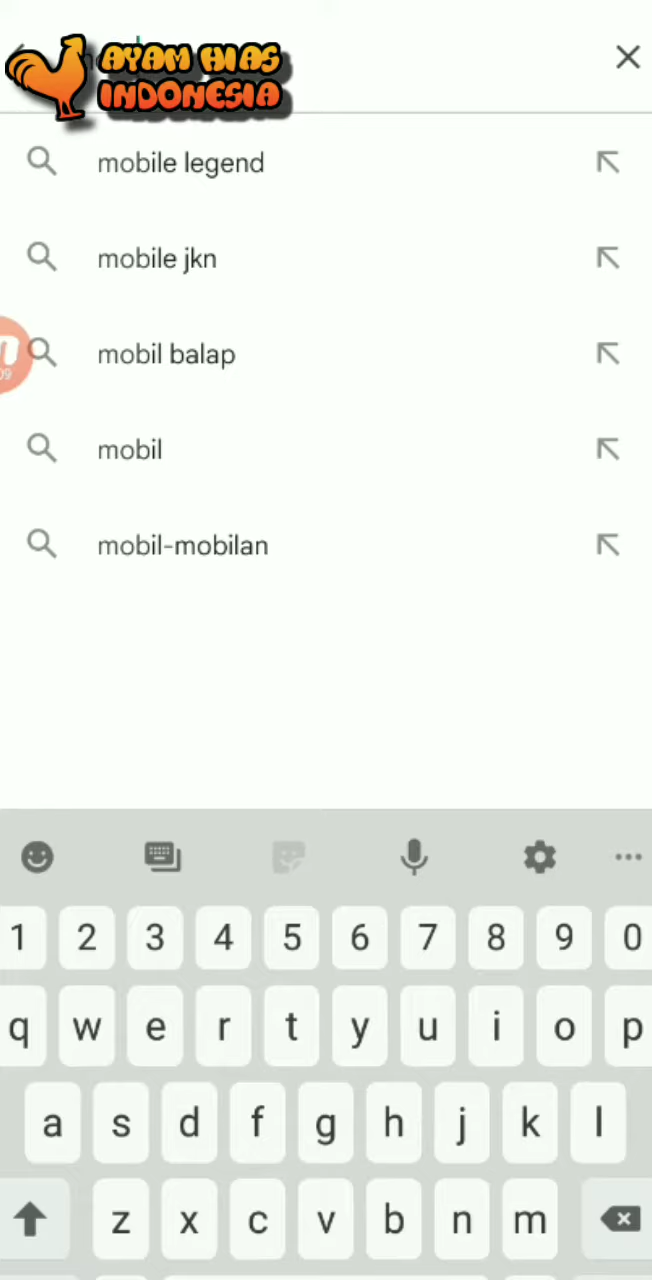 AYAM HIAS
INDONESIA
mobile legend
mobile jkn
mobil balap
mobil
mobil-mobilan
09
1 2 3 4 5 6 7 8 9 0
q w e r t y u i o p
a s d f g h j k l
z x c v b n m